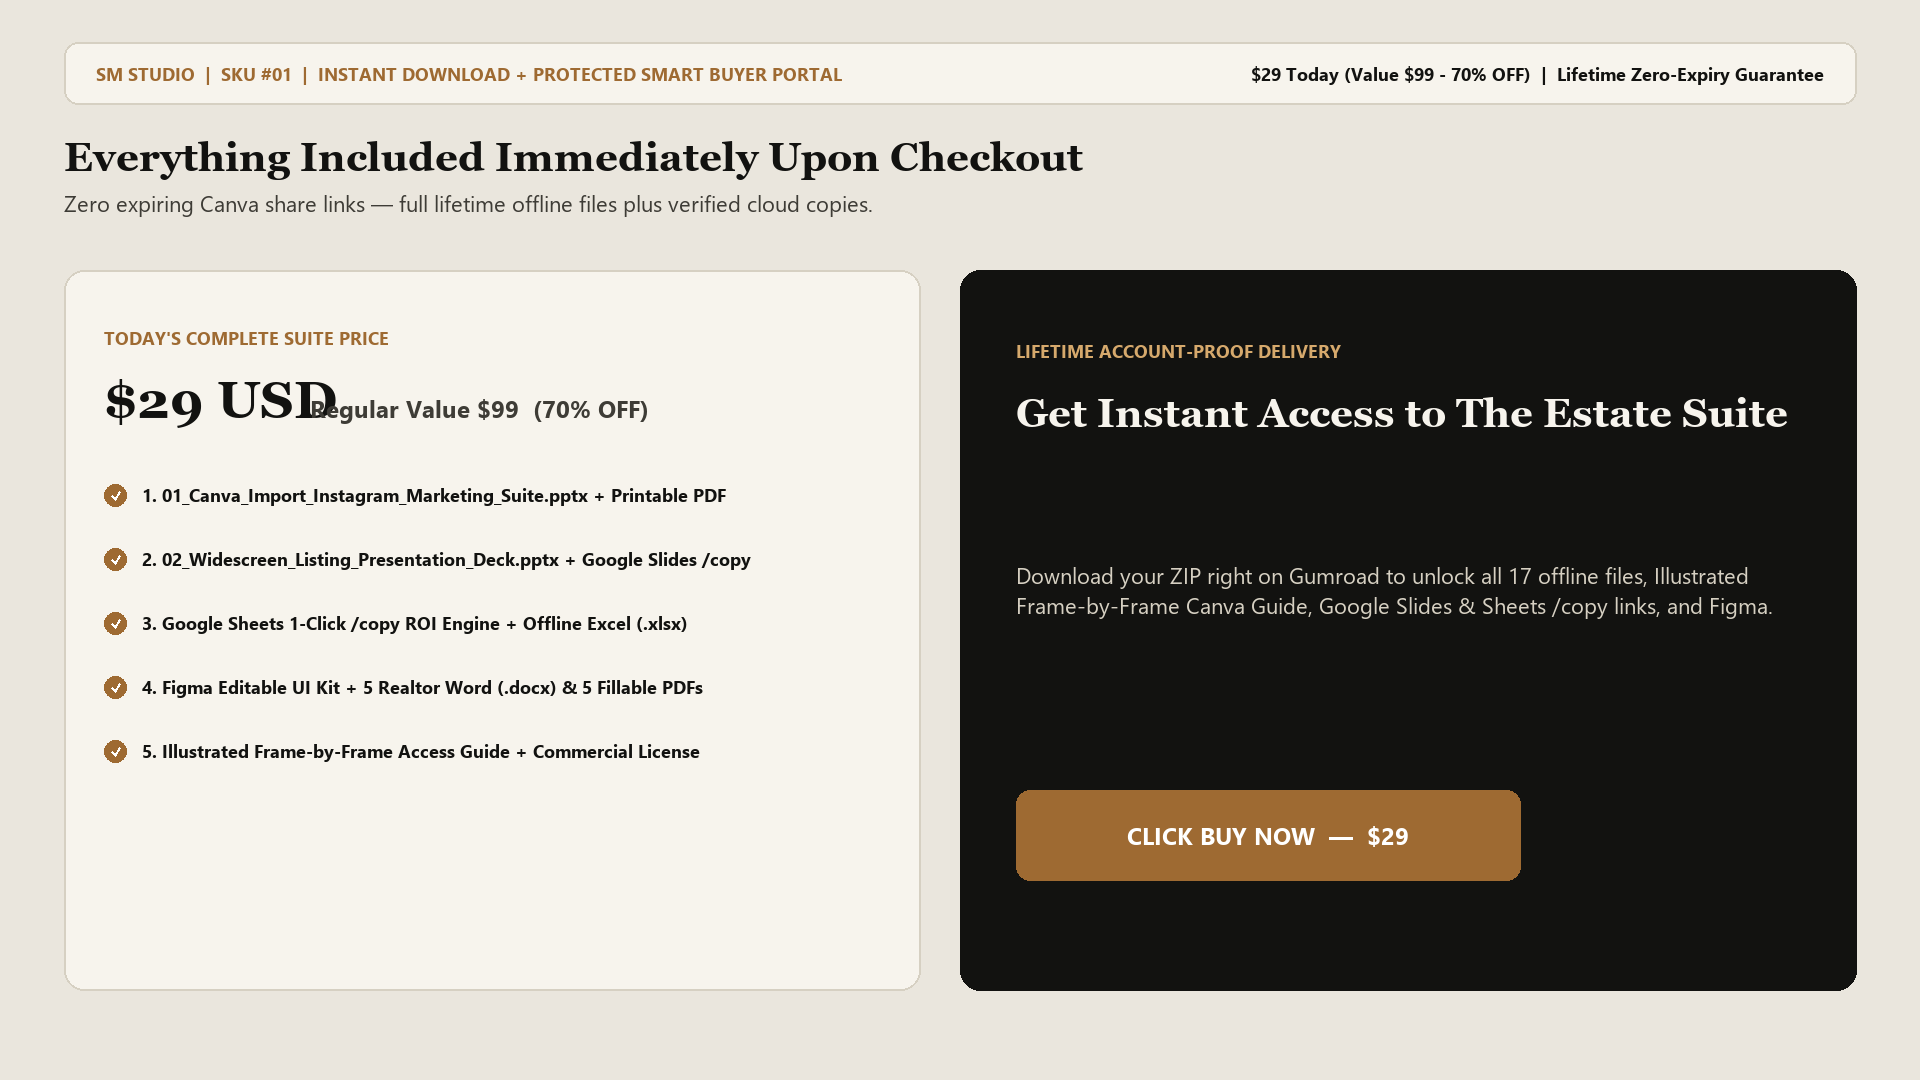 SM STUDIO | SKU #01 | INSTANT DOWNLOAD + PROTECTED SMART BUYER PORTAL
$29 Today (Value $99 - 70% OFF) | Lifetime Zero-Expiry Guarantee
Everything Included Immediately Upon Checkout
Zero expiring Canva share links — full lifetime offline files plus verified cloud copies.
TODAY'S COMPLETE SUITE PRICE
$29 USD
Regular Value $99 (70% OFF)
1. 01_Canva_Import_Instagram_Marketing_Suite.pptx + Printable PDF
2. 02_Widescreen_Listing_Presentation_Deck.pptx + Google Slides /copy
3. Google Sheets 1-Click /copy ROI Engine + Offline Excel (.xlsx)
4. Figma Editable UI Kit + 5 Realtor Word (.docx) & 5 Fillable PDFs
5. Illustrated Frame-by-Frame Access Guide + Commercial License
LIFETIME ACCOUNT-PROOF DELIVERY
Get Instant Access to The Estate Suite
Download your ZIP right on Gumroad to unlock all 17 offline files, Illustrated
Frame-by-Frame Canva Guide, Google Slides & Sheets /copy links, and Figma.
CLICK BUY NOW — $29